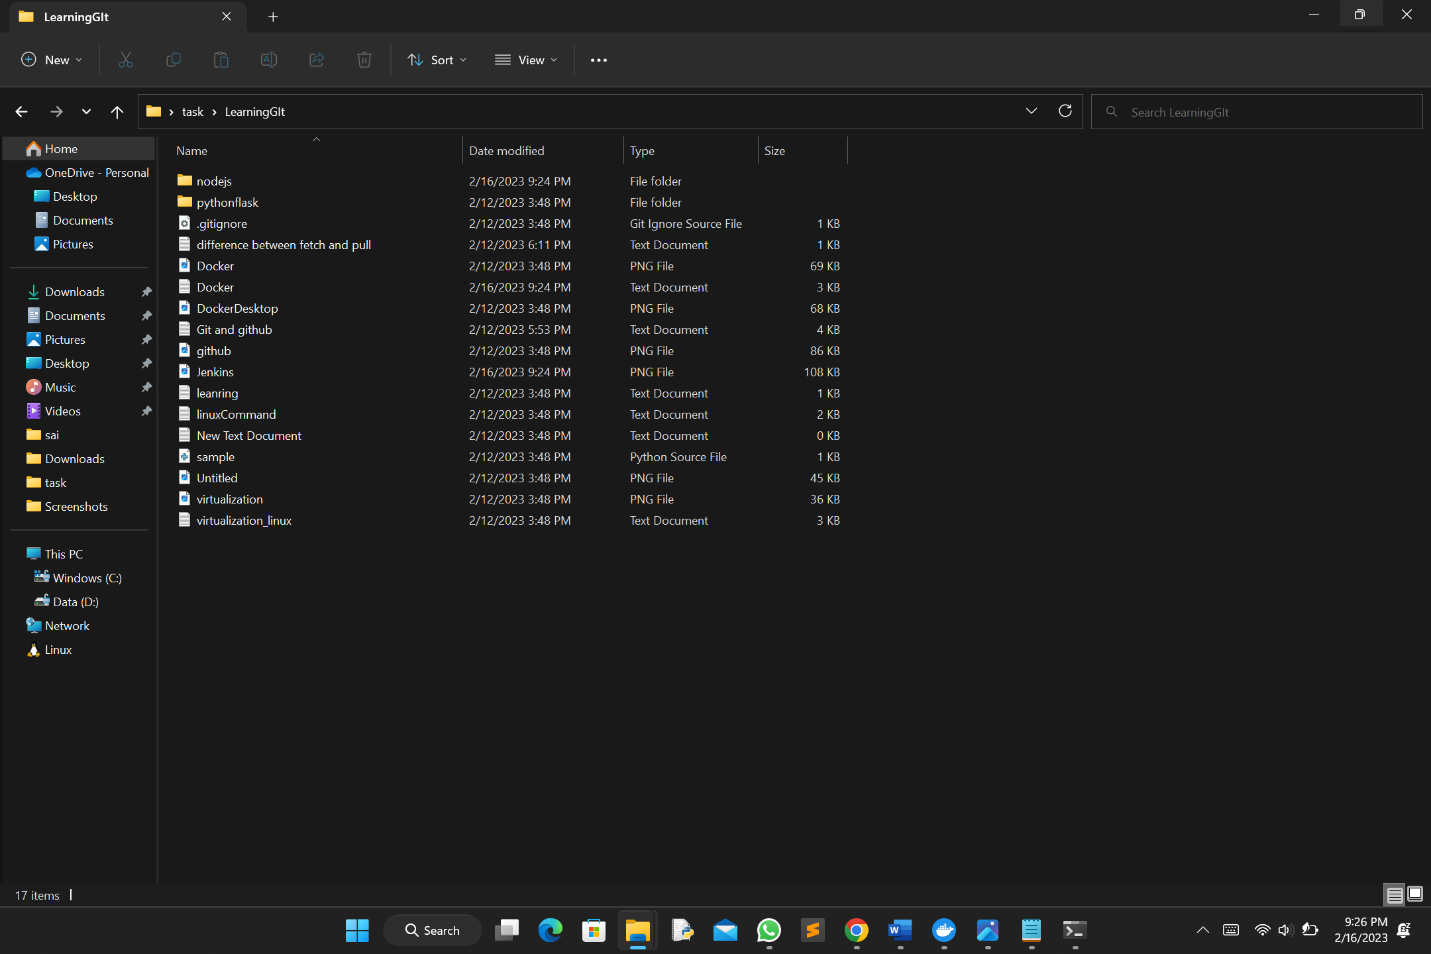 LearningGIt
New
Sort
View
task
LearningGIt
Search LearningGIt
Home
OneDrive - Personal
Desktop
Documents
Pictures
Downloads
Documents
Pictures
Desktop
Music
Videos
sai
Downloads
task
Screenshots
This PC
Windows (C:)
Data (D:)
Network
Linux
Name Date modified Type Size
nodejs 2/16/2023 9:24 PM File folder
pythonflask 2/12/2023 3:48 PM File folder
.gitignore 2/12/2023 3:48 PM Git Ignore Source File 1 KB
difference between fetch and pull 2/12/2023 6:11 PM Text Document 1 KB
Docker 2/12/2023 3:48 PM PNG File 69 KB
Docker 2/16/2023 9:24 PM Text Document 3 KB
DockerDesktop 2/12/2023 3:48 PM PNG File 68 KB
Git and github 2/12/2023 5:53 PM Text Document 4 KB
github 2/12/2023 3:48 PM PNG File 86 KB
Jenkins 2/16/2023 9:24 PM PNG File 108 KB
leanring 2/12/2023 3:48 PM Text Document 1 KB
linuxCommand 2/12/2023 3:48 PM Text Document 2 KB
New Text Document 2/12/2023 3:48 PM Text Document 0 KB
sample 2/12/2023 3:48 PM Python Source File 1 KB
Untitled 2/12/2023 3:48 PM PNG File 45 KB
virtualization 2/12/2023 3:48 PM PNG File 36 KB
virtualization_linux 2/12/2023 3:48 PM Text Document 3 KB
17 items
Search
9:26 PM
2/16/2023